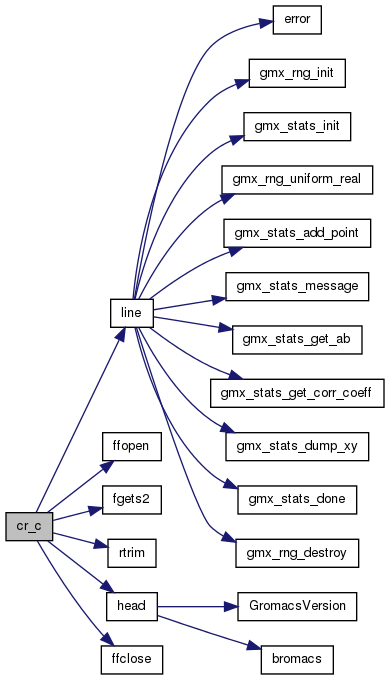 error
gmx_rng_init
gmx_stats_init
gmx_rng_uniform_real
gmx_stats_add_point
gmx_stats_message
line
gmx_stats_get_ab
gmx_stats_get_corr_coeff
gmx_stats_dump_xy
ffopen
fgets2
gmx_stats_done
cr_c
rtrim
gmx_rng_destroy
head
GromacsVersion
ffclose
bromacs